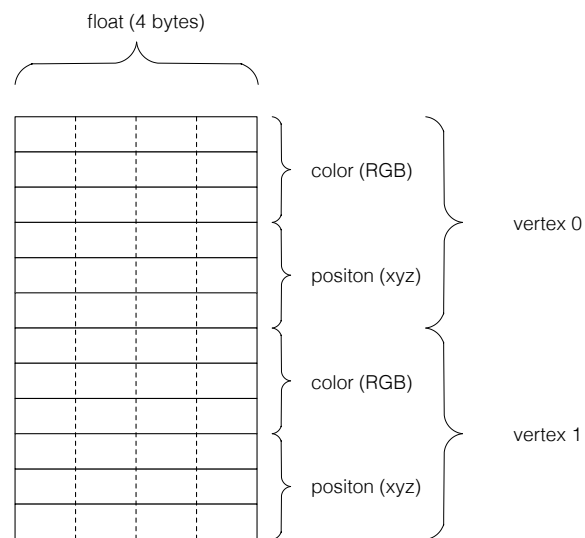 float (4 bytes)
color (RGB)
vertex 0
positon (xyz)
color (RGB)
vertex 1
positon (xyz)